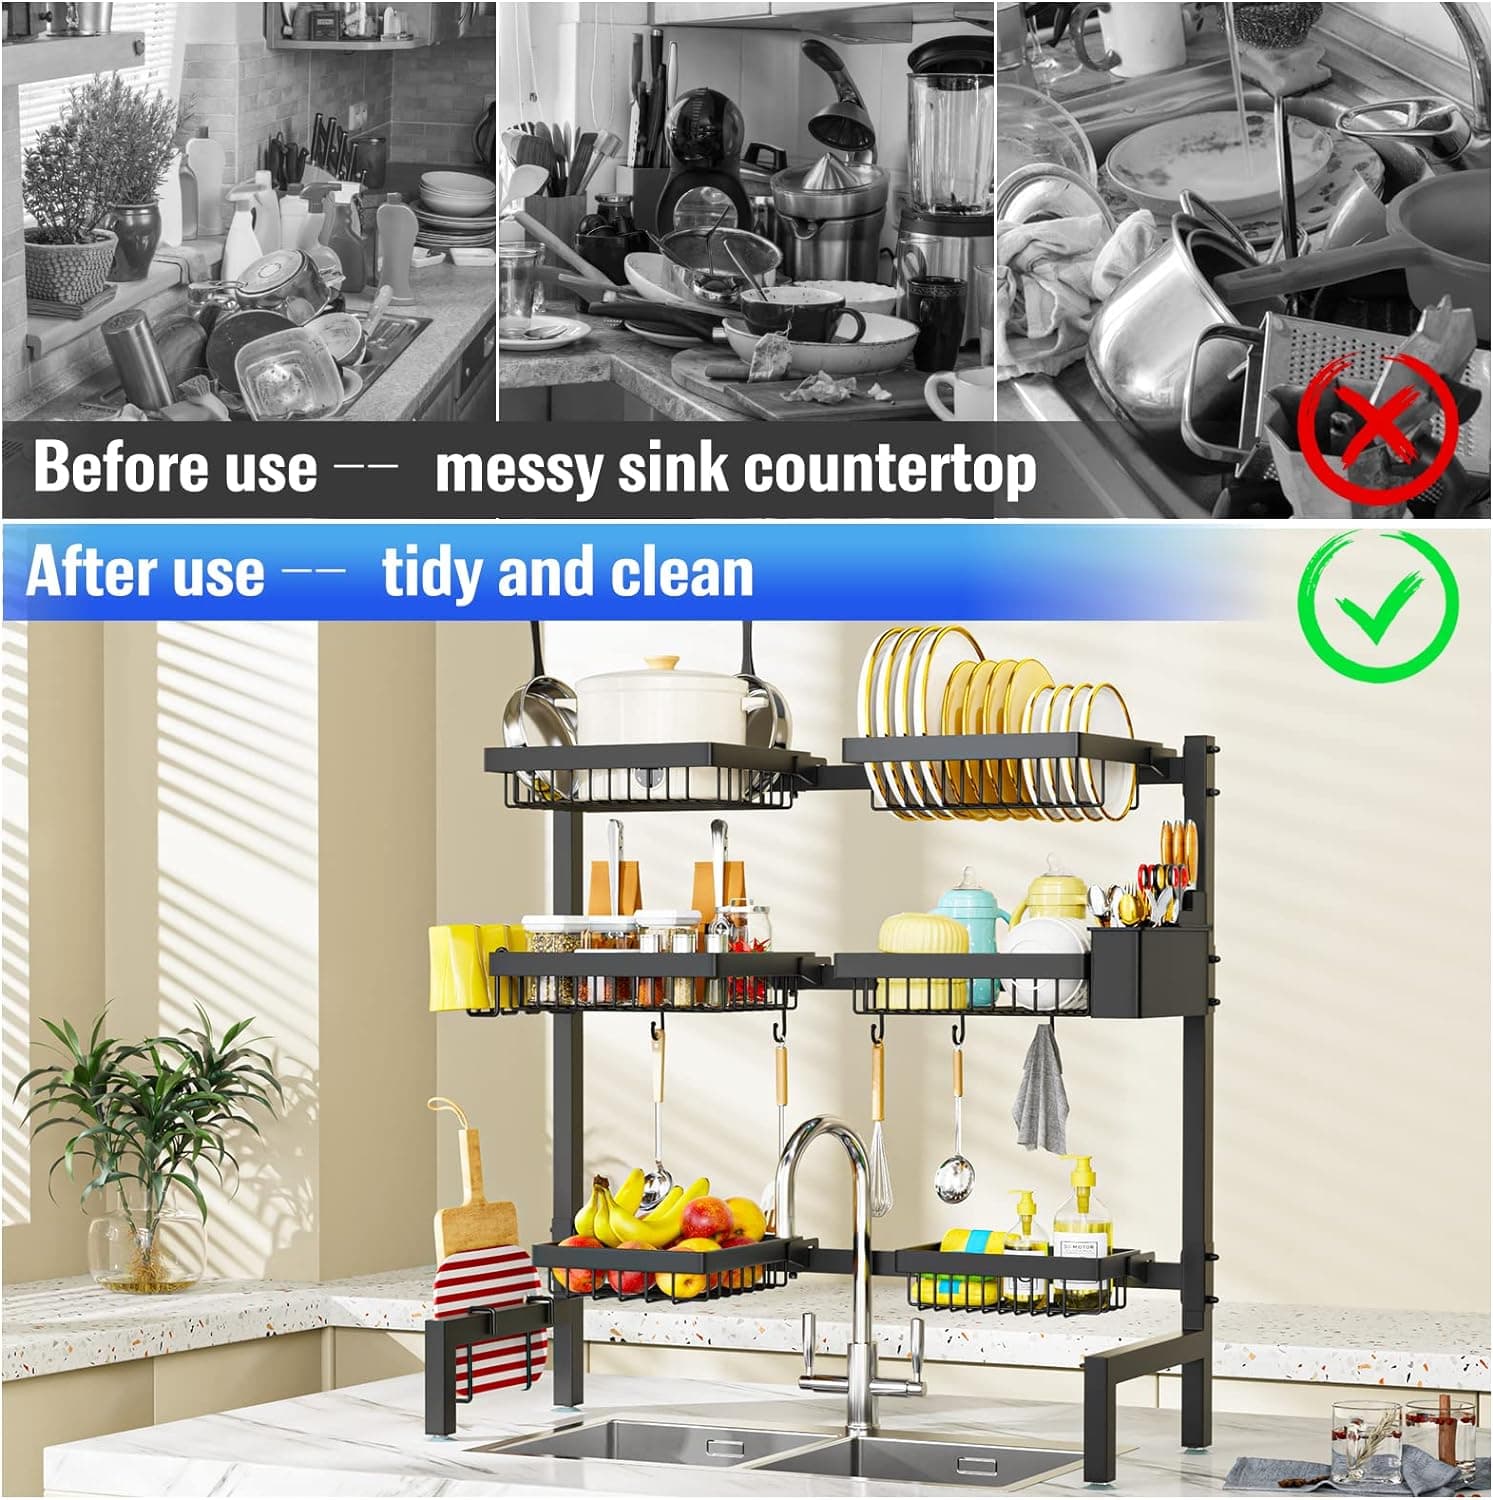 Before use -- messy sink countertop
After use -- tidy and clean